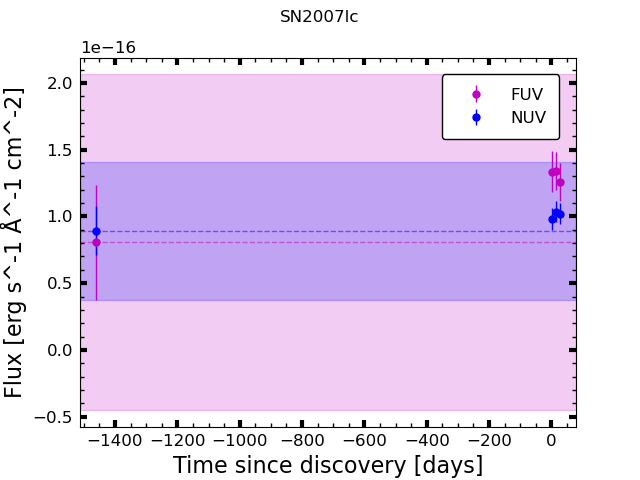 SN2007lc
1e−16
FUV
NUV
2.0
1.5
1.0
0.5
0.0
−0.5
Flux [erg s^-1 Å^-1 cm^-2]
−1400 −1200 −1000 −800 −600 −400 −200 0
Time since discovery [days]